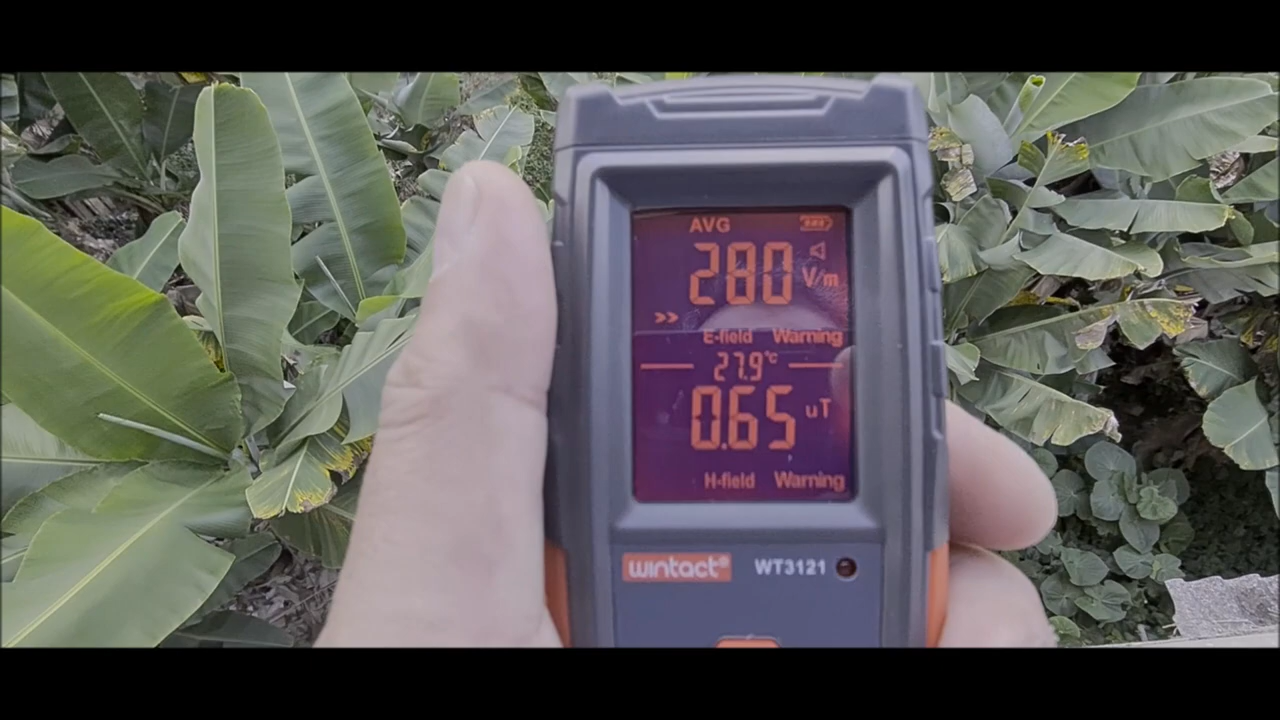 AVG
280 V/m
>>
E-field Warning
27.9°C
0.65 uT
H-field Warning
wintact® WT3121